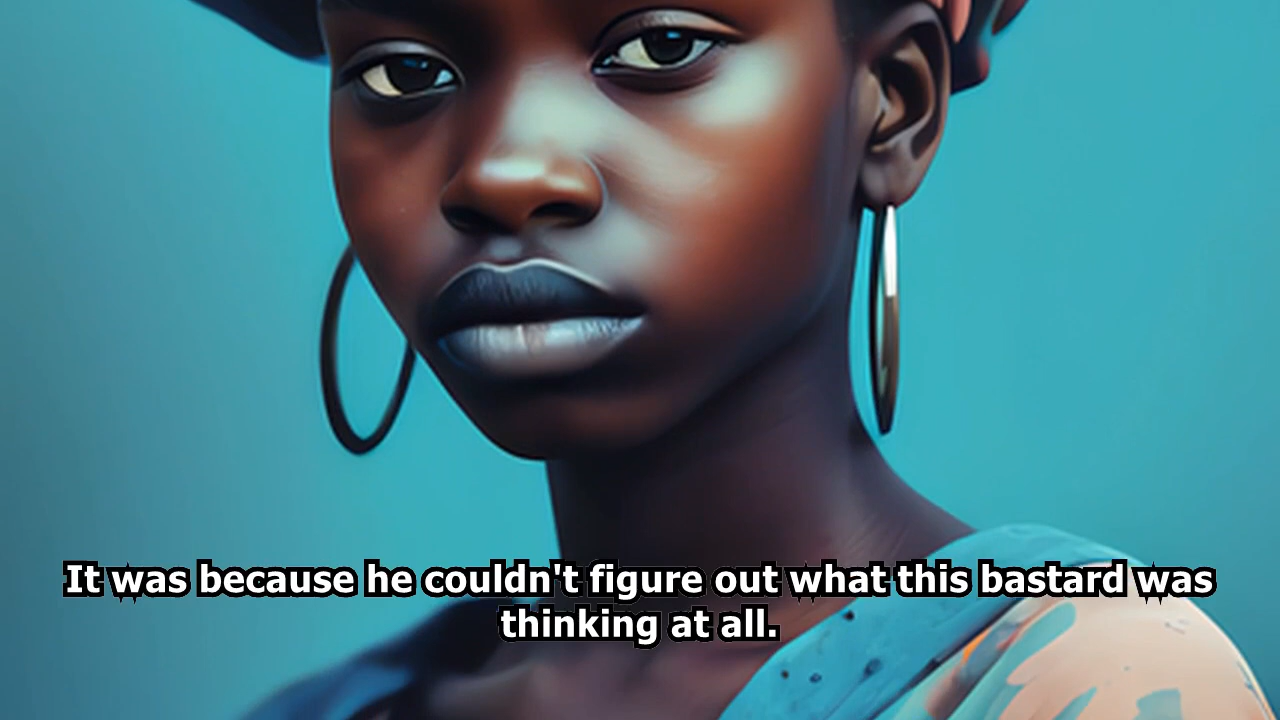 It was because he couldn't figure out what this bastard was
thinking at all.